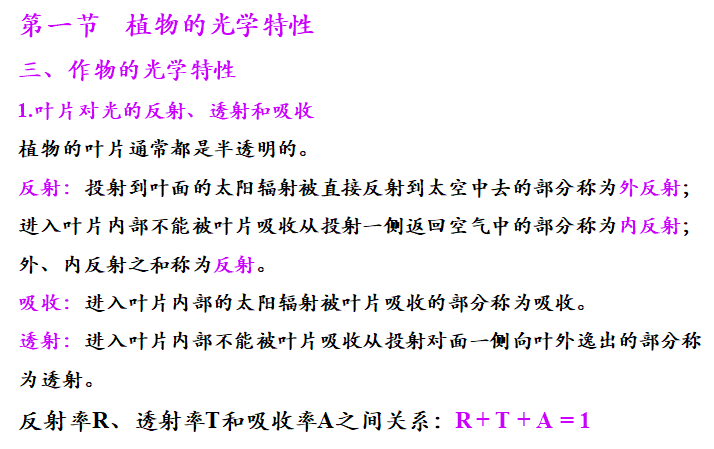 第一节 植物的光学特性
三、作物的光学特性
1.叶片对光的反射、透射和吸收
植物的叶片通常都是半透明的。
反射：投射到叶面的太阳辐射被直接反射到太空中去的部分称为外反射；
进入叶片内部不能被叶片吸收从投射一侧返回空气中的部分称为内反射；
外、内反射之和称为反射。
吸收：进入叶片内部的太阳辐射被叶片吸收的部分称为吸收。
透射：进入叶片内部不能被叶片吸收从投射对面一侧向叶外逸出的部分称
为透射。
反射率R、透射率T和吸收率A之间关系：R + T + A = 1